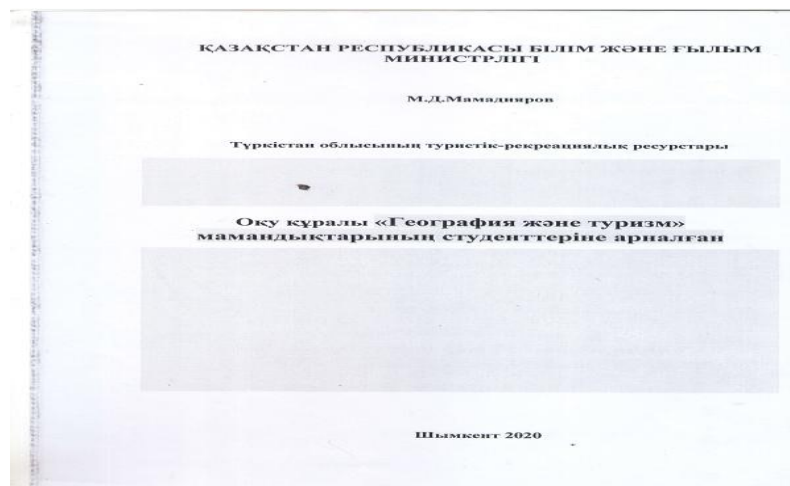 ҚАЗАҚСТАН РЕСПУБЛИКАСЫ БІЛІМ ЖӘНЕ ҒЫЛЫМ
МИНИСТРЛІГІ
М.Д.Мамадияров
Түркістан облысының туристік-рекреациялық ресурстары
Оқу құралы «География және туризм»
мамандықтарының студенттеріне арналған
Шымкент 2020